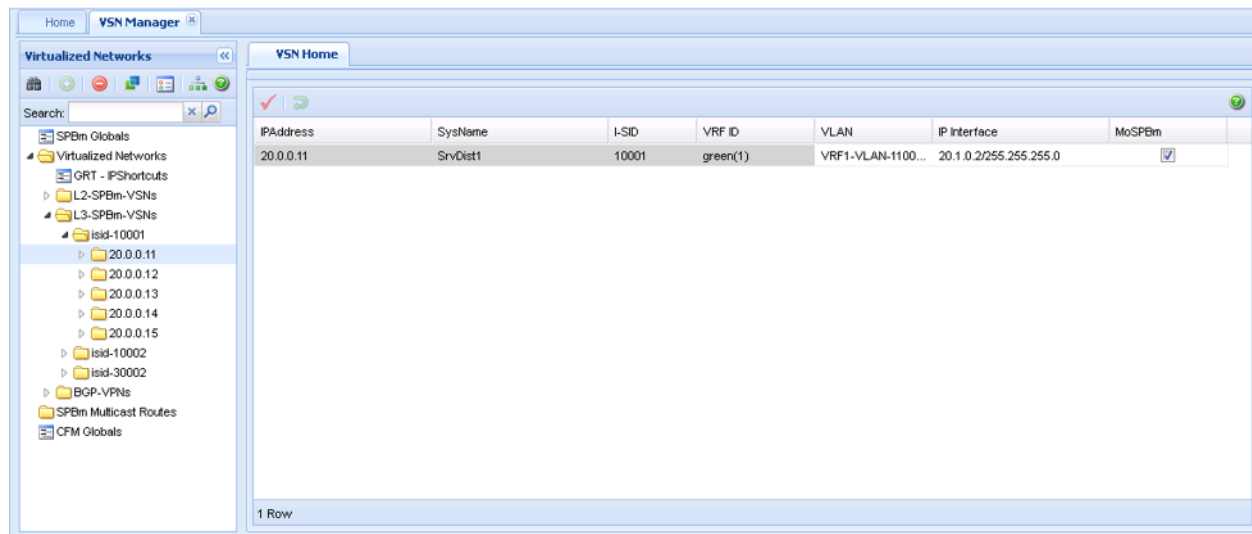 Home VSN Manager
Virtualized Networks
VSN Home
Search:
SPBm Globals
Virtualized Networks
GRT - IPShortcuts
L2-SPBm-VSNs
L3-SPBm-VSNs
isid-10001
20.0.0.11
20.0.0.12
20.0.0.13
20.0.0.14
20.0.0.15
isid-10002
isid-30002
BGP-VPNs
SPBm Multicast Routes
CFM Globals
IPAddress SysName I-SID VRF ID VLAN IP Interface MoSPBm
20.0.0.11 SrvDist1 10001 green(1) VRF1-VLAN-1100... 20.1.0.2/255.255.255.0
1 Row